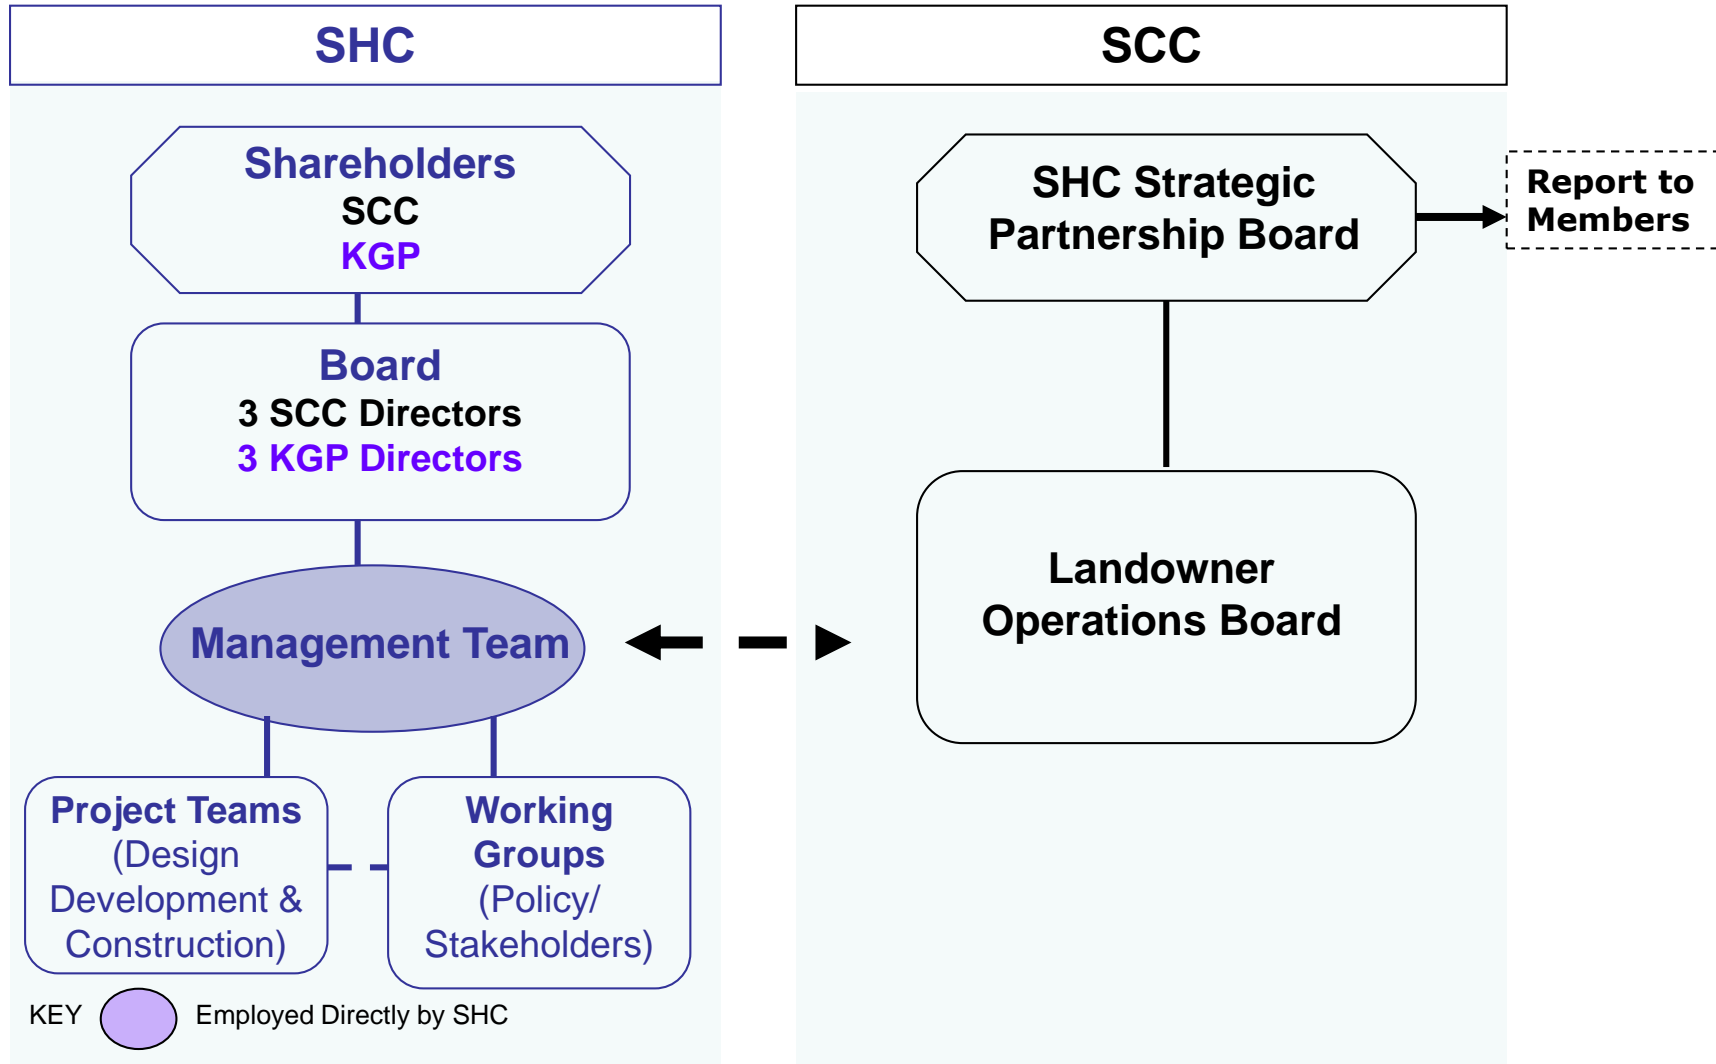 SHC
Shareholders
SCC
KGP
Board
3 SCC Directors
3 KGP Directors
Management Team
Project Teams
(Design
Development &
Construction)
Working
Groups
(Policy/
Stakeholders)
KEY
Employed Directly by SHC
SCC
SHC Strategic
Partnership Board
Report to
Members
Landowner
Operations Board